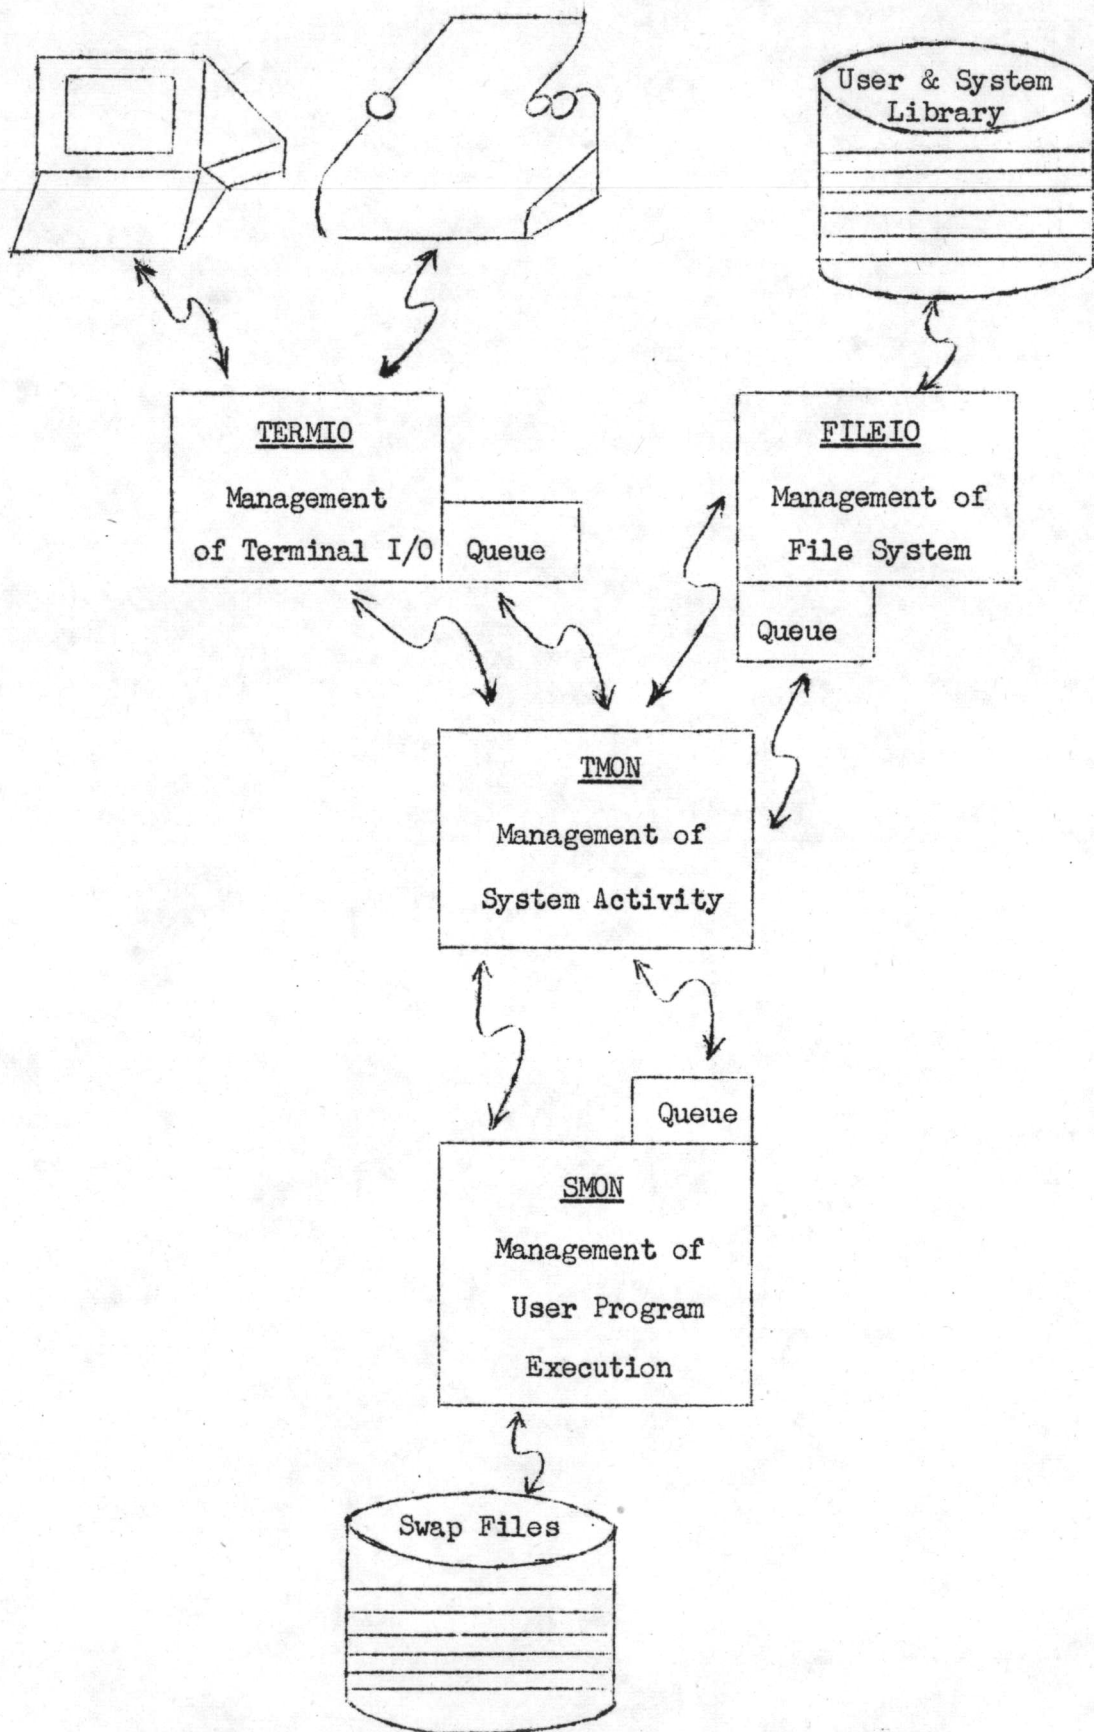 User & System
Library
TERMIO
Management
of Terminal I/O
Queue
FILEIO
Management of
File System
Queue
TMON
Management of
System Activity
Queue
SMON
Management of
User Program
Execution
Swap Files